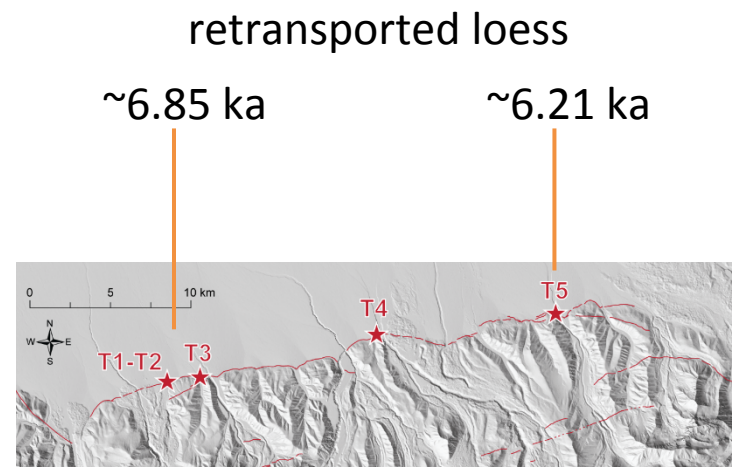 retransported loess
~6.85 ka ~6.21 ka
0 5 10 km
N
W E
S
T1-T2 T3 T4 T5